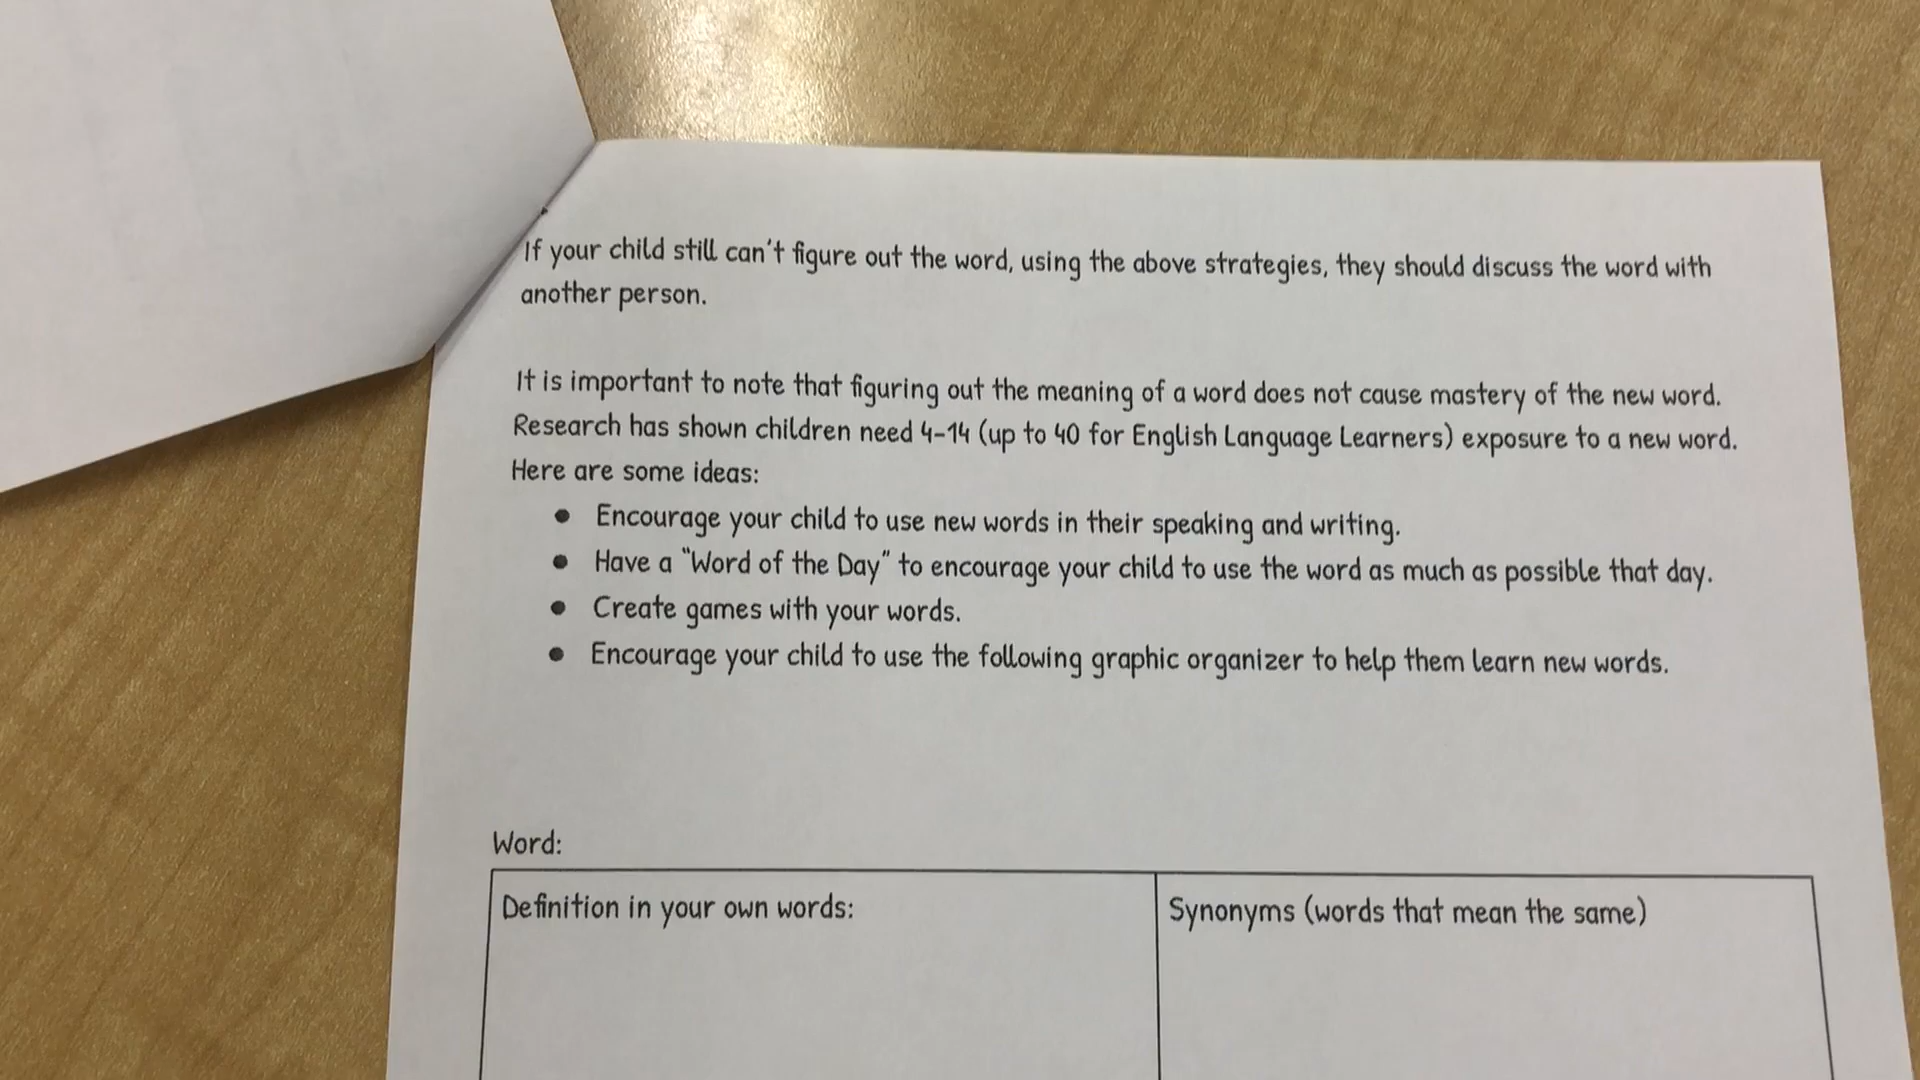 If your child still can't figure out the word, using the above strategies, they should discuss the word with
another person.
It is important to note that figuring out the meaning of a word does not cause mastery of the new word.
Research has shown children need 4-14 (up to 40 for English Language Learners) exposure to a new word.
Here are some ideas:
● Encourage your child to use new words in their speaking and writing.
● Have a "Word of the Day" to encourage your child to use the word as much as possible that day.
● Create games with your words.
● Encourage your child to use the following graphic organizer to help them learn new words.
Word:
Definition in your own words:
Synonyms (words that mean the same)